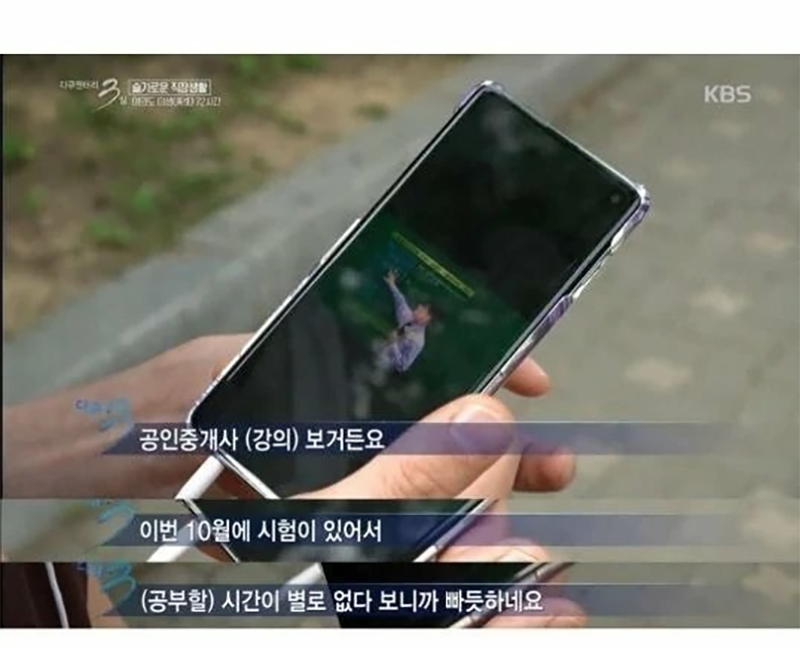 다큐멘터리 3일
슬기로운 직장생활
KBS
공인중개사 (강의) 보거든요
이번 10월에 시험이 있어서
(공부할) 시간이 별로 없다 보니까 빠듯하네요